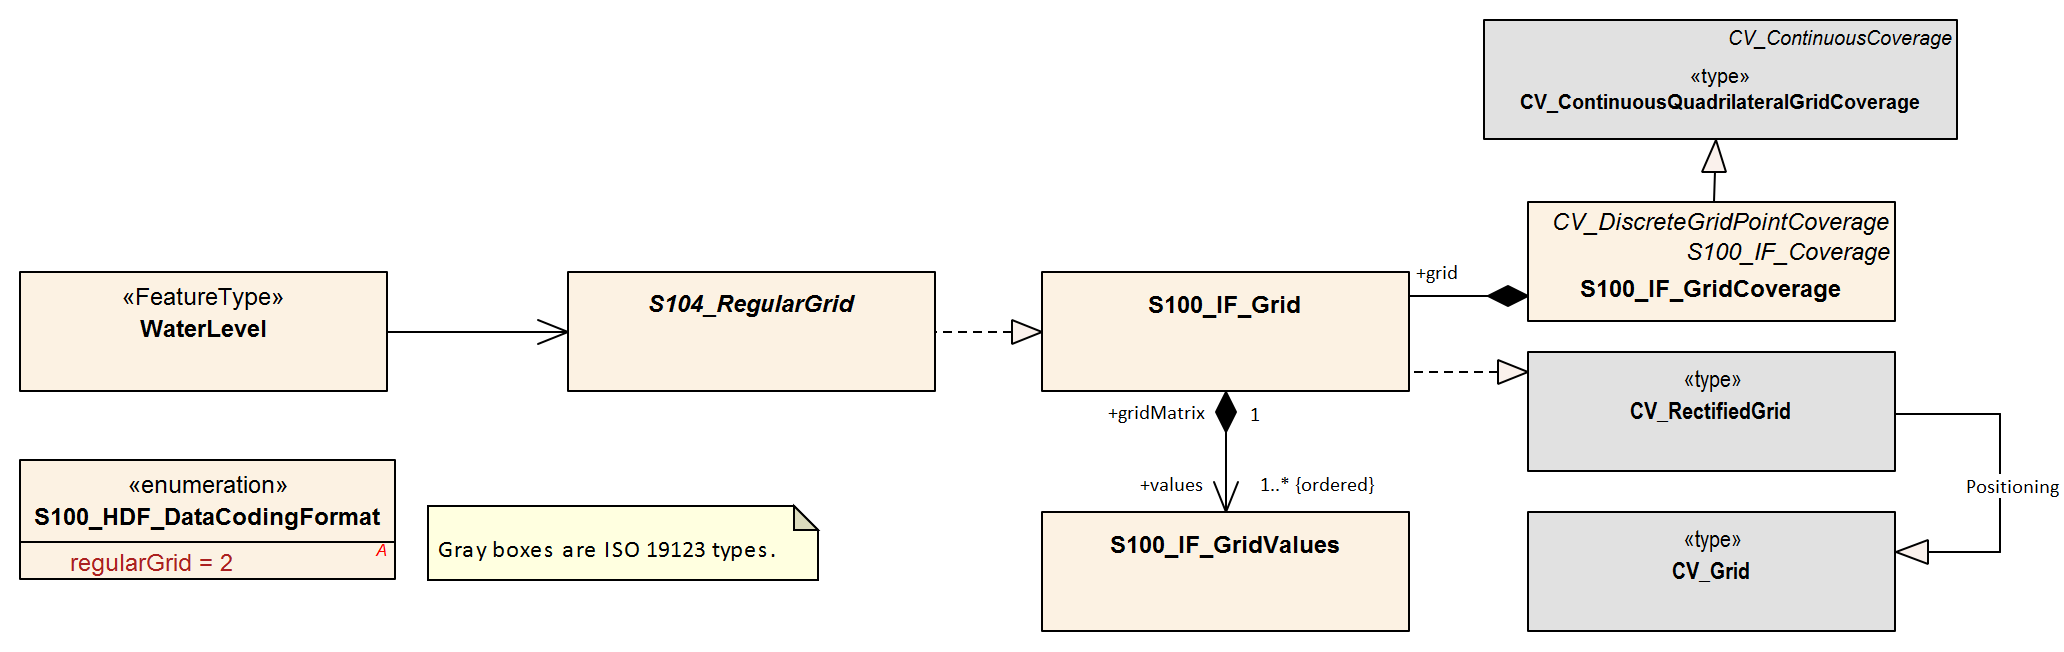 CV_ContinuousCoverage
«type»
CV_ContinuousQuadrilateralGridCoverage
CV_DiscreteGridPointCoverage
S100_IF_Coverage
S100_IF_GridCoverage
+grid
«FeatureType»
WaterLevel
S104_RegularGrid
S100_IF_Grid
«type»
CV_RectifiedGrid
+gridMatrix
1
+values
1..* {ordered}
Positioning
«enumeration»
S100_HDF_DataCodingFormat
regularGrid = 2
A
Gray boxes are ISO 19123 types.
S100_IF_GridValues
«type»
CV_Grid